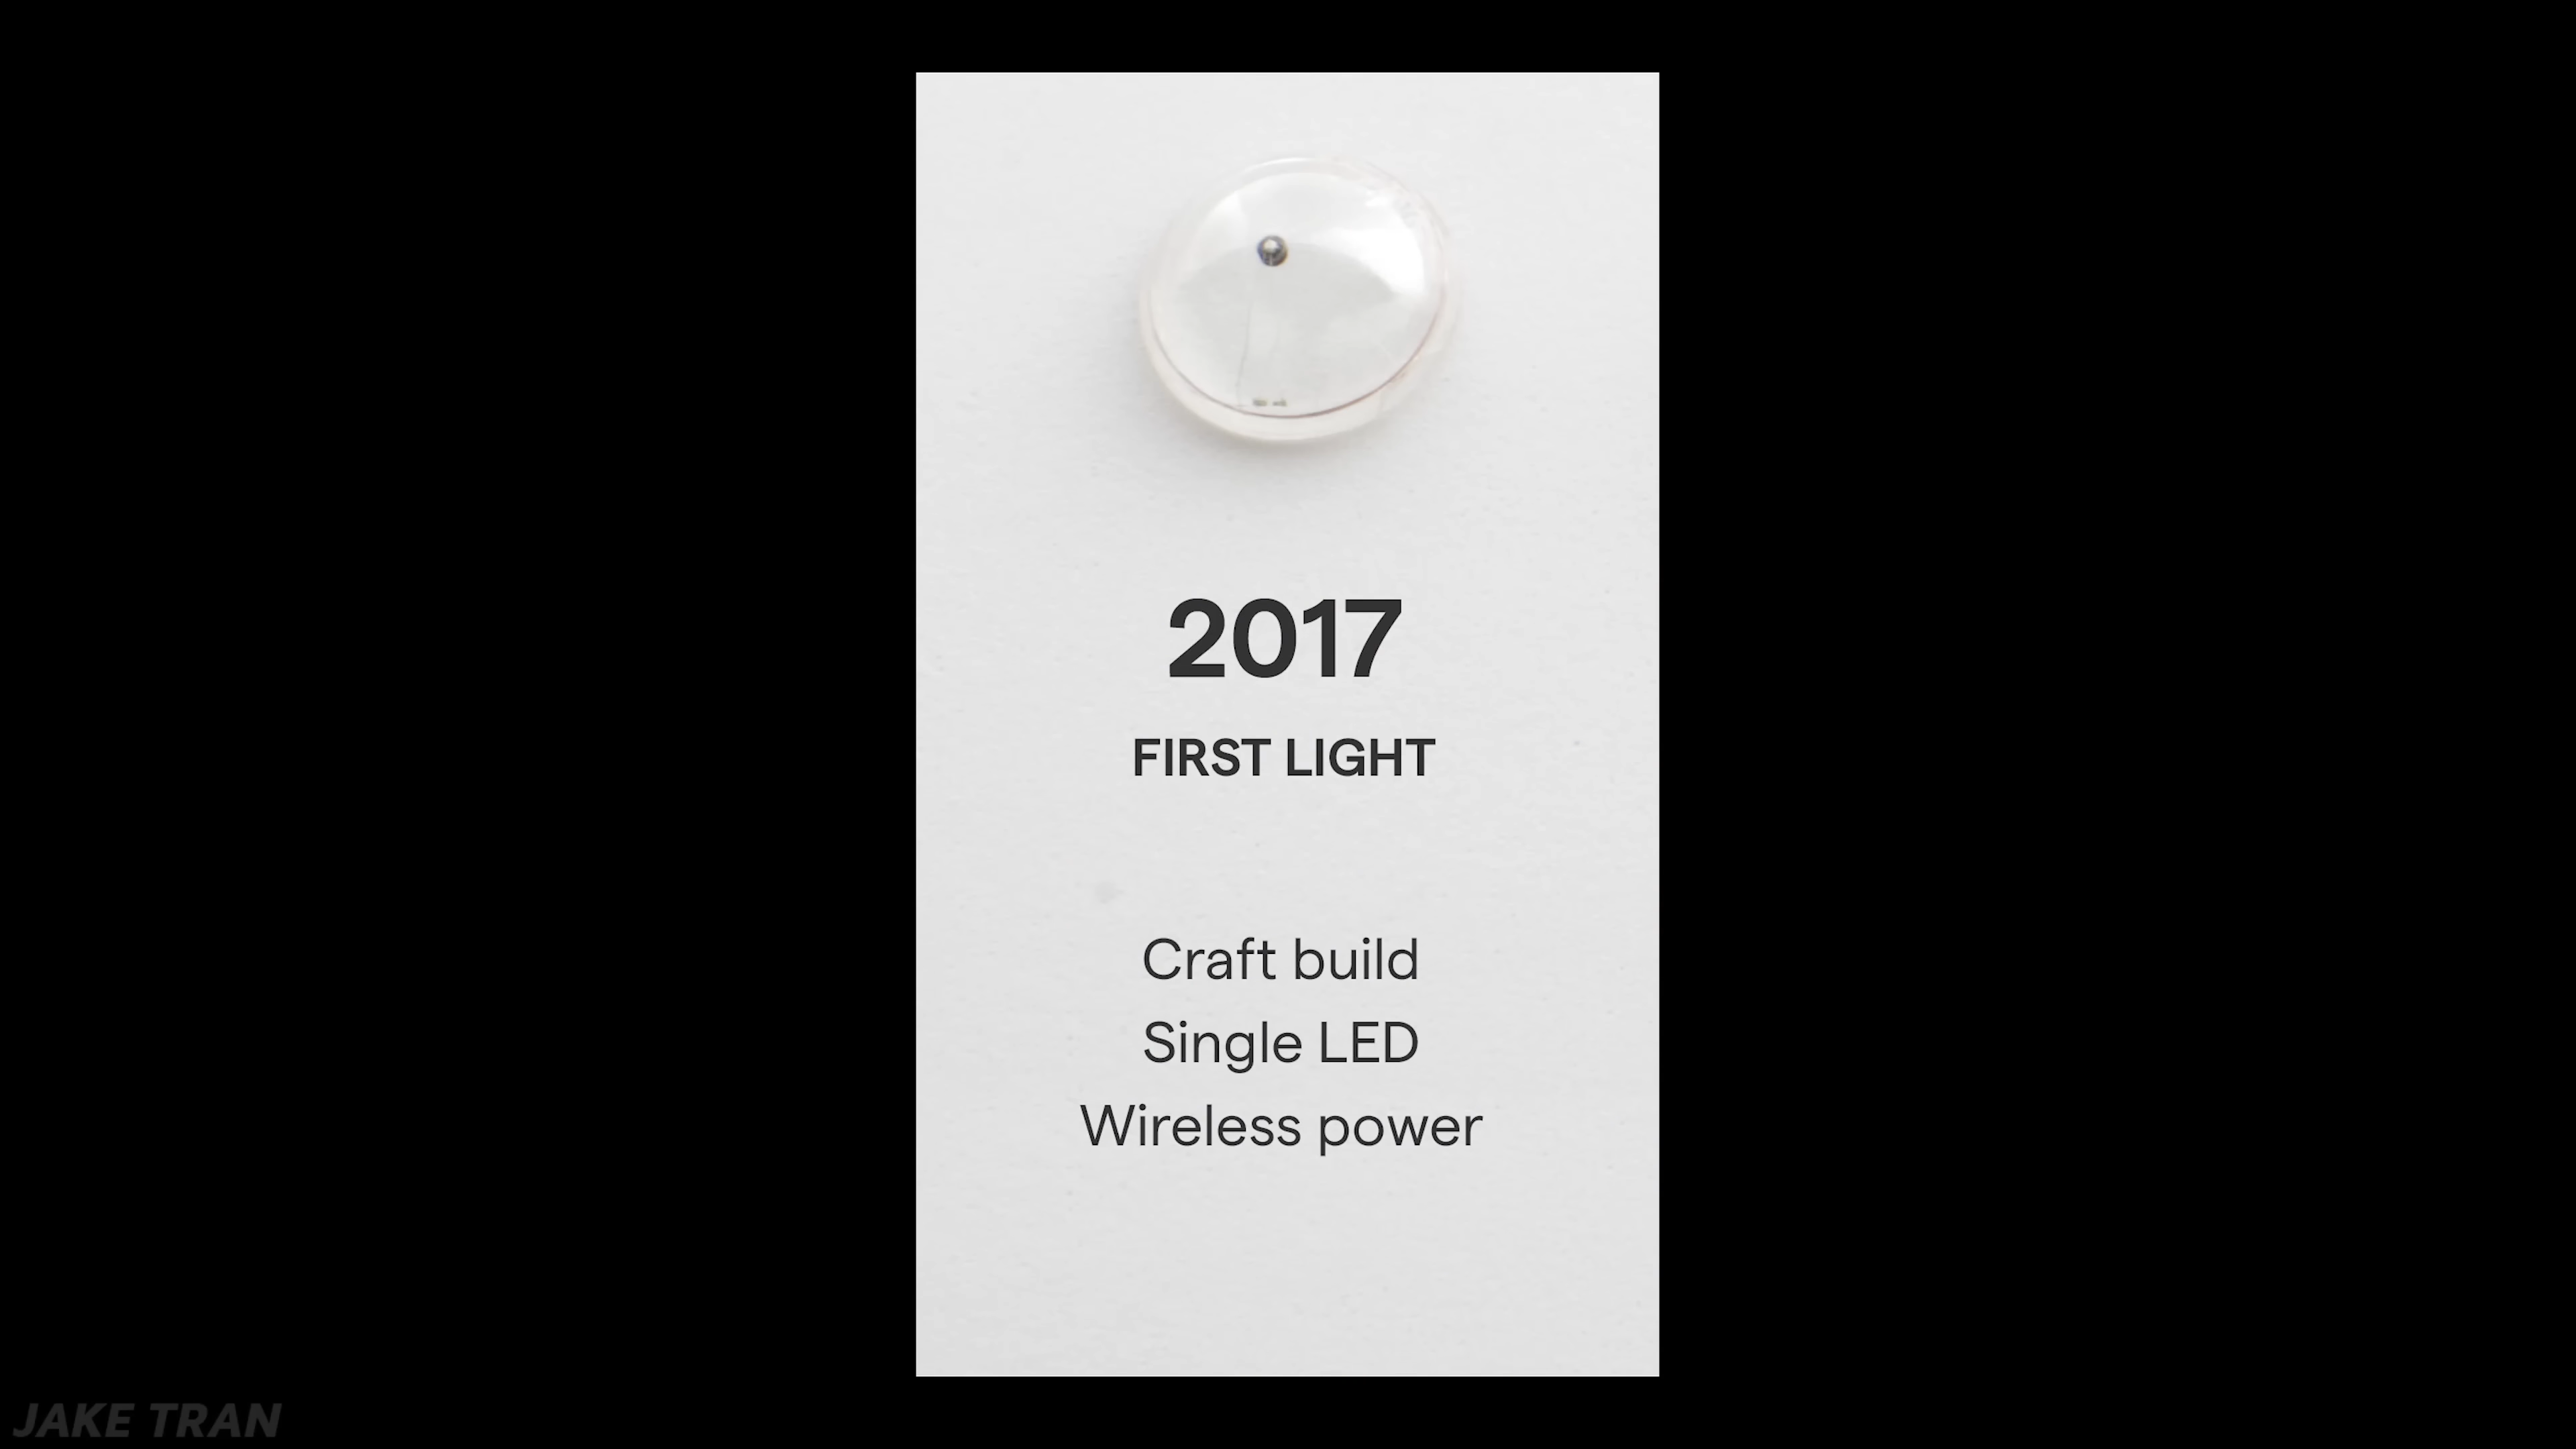 2017
FIRST LIGHT
Craft build
Single LED
Wireless power
JAKE TRAN